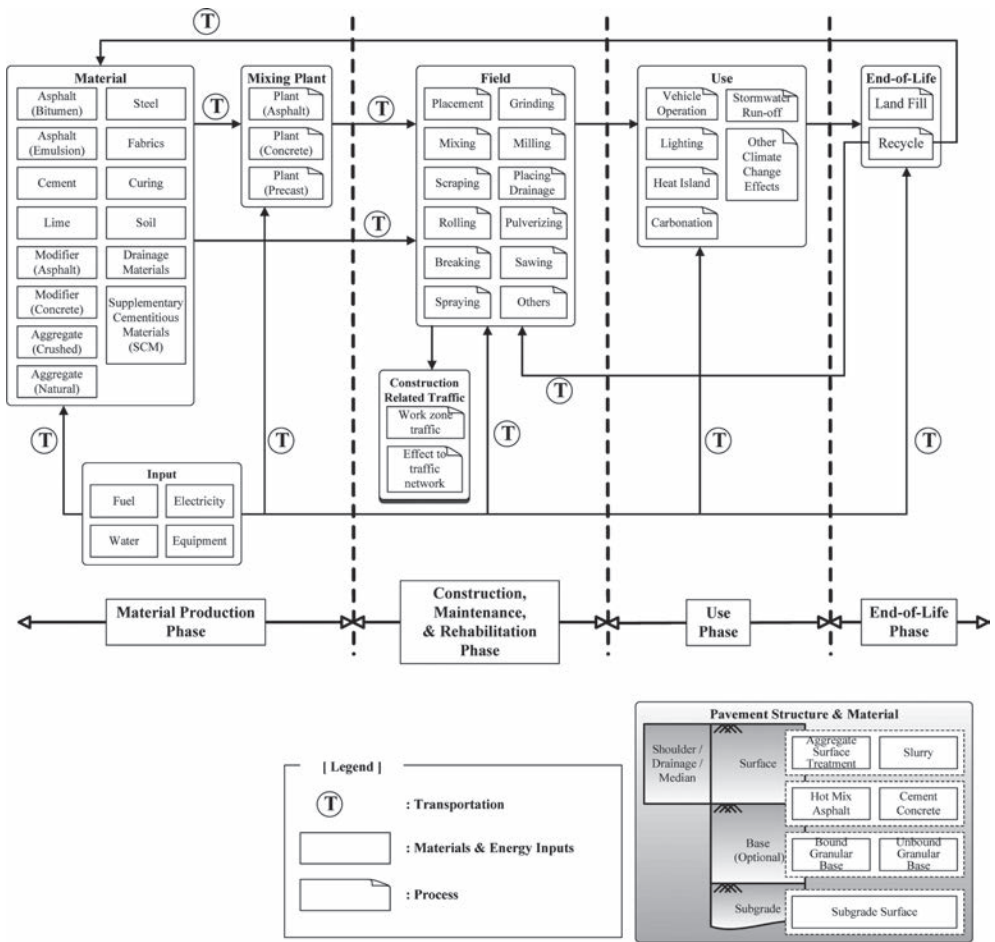 T
Material
Asphalt
(Bitumen)
Steel
Asphalt
(Emulsion)
Fabrics
Cement
Curing
Lime
Soil
Modifier
(Asphalt)
Drainage
Materials
Modifier
(Concrete)
Supplementary
Cementitious
Materials
(SCM)
Aggregate
(Crushed)
Aggregate
(Natural)
T
T
Mixing Plant
Plant
(Asphalt)
Plant
(Concrete)
Plant
(Precast)
T
Field
Placement
Grinding
Mixing
Milling
Scraping
Placing
Drainage
Rolling
Pulverizing
Breaking
Sawing
Spraying
Others
Use
Vehicle
Operation
Stormwater
Run-off
Lighting
Other
Climate
Change
Effects
Heat Island
Carbonation
End-of-Life
Land Fill
Recycle
Construction
Related Traffic
Work zone
traffic
Effect to
traffic
network
T
T
T
T
T
T
Input
Fuel
Electricity
Water
Equipment
Material Production
Phase
Construction,
Maintenance,
& Rehabilitation
Phase
Use
Phase
End-of-Life
Phase
[ Legend ]
T
: Transportation
: Materials & Energy Inputs
: Process
Pavement Structure & Material
Shoulder /
Drainage /
Median
Surface
Aggregate
Surface
Treatment
Slurry
Hot Mix
Asphalt
Cement
Concrete
Base
(Optional)
Bound
Granular
Base
Unbound
Granular
Base
Subgrade
Subgrade Surface